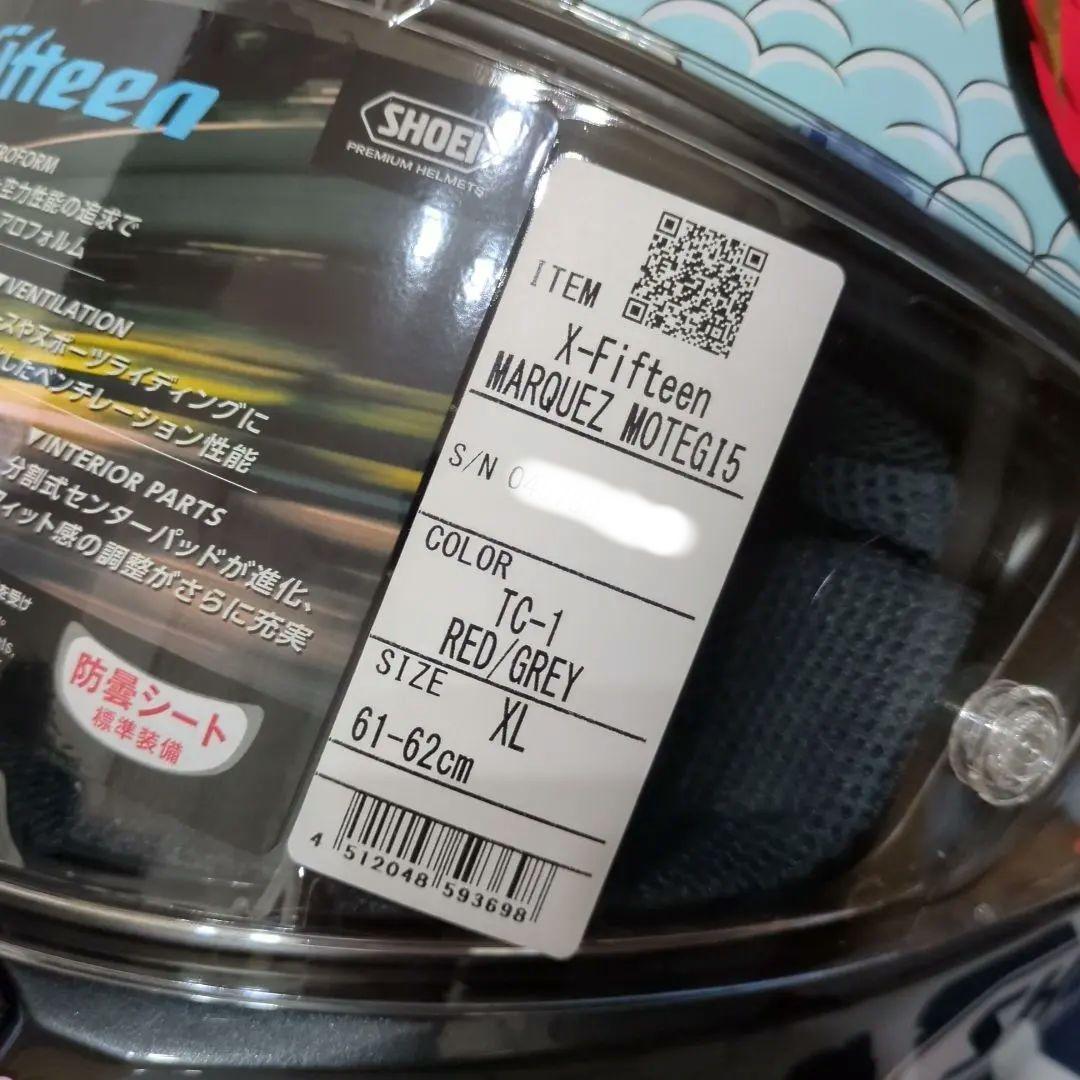 ifteen
SHOEI
PREMIUM HELMETS
ROFORM
空力性能の追求で
アロフォルム
▼VENTILATION
スやスポーツライディングに
したベンチレーション性能
▼INTERIOR PARTS
分割式センターパッドが進化、
フィット感の調整がさらに充実
防曇シート
標準装備
ITEM
X-Fifteen
MARQUEZ MOTEGI5
S/N 04
COLOR
TC-1
RED/GREY
SIZE
XL
61-62cm
4 512048 593698